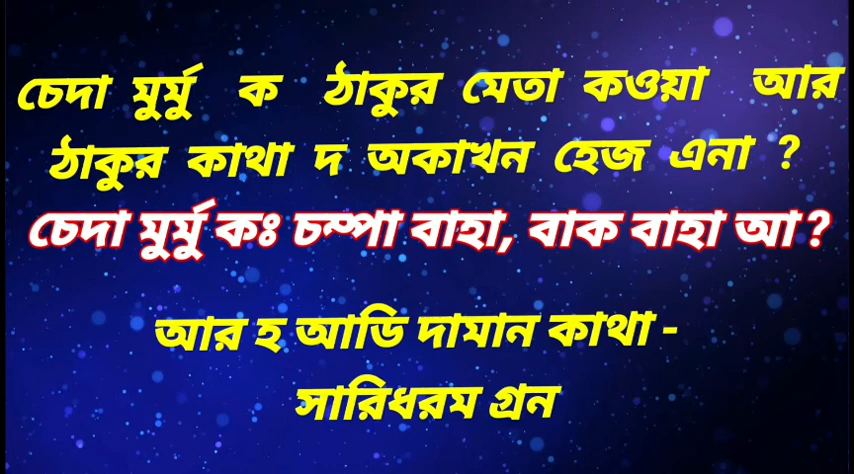 চেদা মুর্মু ক ঠাকুর মেতা কওয়া আর
ঠাকুর কাথা দ অকাখন হেজ এনা ?
চেদা মুর্মু কঃ চম্পা বাহা, বাক বাহা আ?
আর হ আডি দামান কাথা -
সারিধরম গ্রন